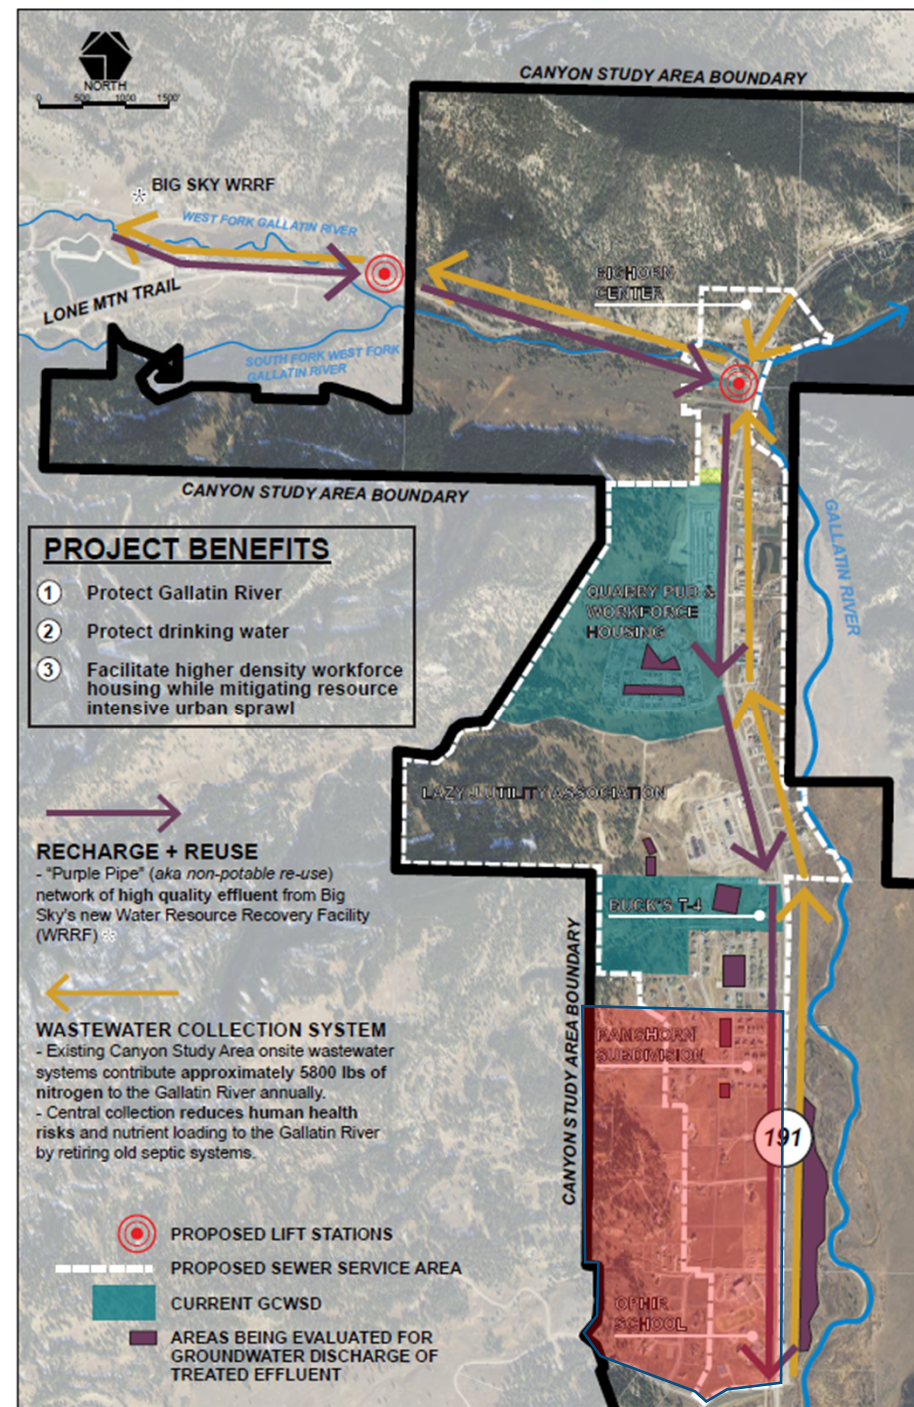 CANYON STUDY AREA BOUNDARY
NORTH
0 500' 1000 1500'
BIG SKY WRRF
WEST FORK GALLATIN RIVER
LONE MTN TRAIL
SOUTH FORK WEST FORK
GALLATIN RIVER
BIGHORN
CENTER
CANYON STUDY AREA BOUNDARY
GALLATIN RIVER
PROJECT BENEFITS
1 Protect Gallatin River
2 Protect drinking water
3 Facilitate higher density workforce
housing while mitigating resource
intensive urban sprawl
QUARRY PUD &
WORKFORCE
HOUSING
LAZY J UTILITY ASSOCIATION
RECHARGE + REUSE
- “Purple Pipe” (aka non-potable re-use)
network of high quality effluent from Big
Sky's new Water Resource Recovery Facility
(WRRF)
BUCK'S T-4
CANYON STUDY AREA BOUNDARY
WASTEWATER COLLECTION SYSTEM
- Existing Canyon Study Area onsite wastewater
systems contribute approximately 5800 lbs of
nitrogen to the Gallatin River annually.
- Central collection reduces human health
risks and nutrient loading to the Gallatin River
by retiring old septic systems.
RAMSHORN
SUBDIVISION
191
OPHIR
SCHOOL
PROPOSED LIFT STATIONS
PROPOSED SEWER SERVICE AREA
CURRENT GCWSD
AREAS BEING EVALUATED FOR
GROUNDWATER DISCHARGE OF
TREATED EFFLUENT